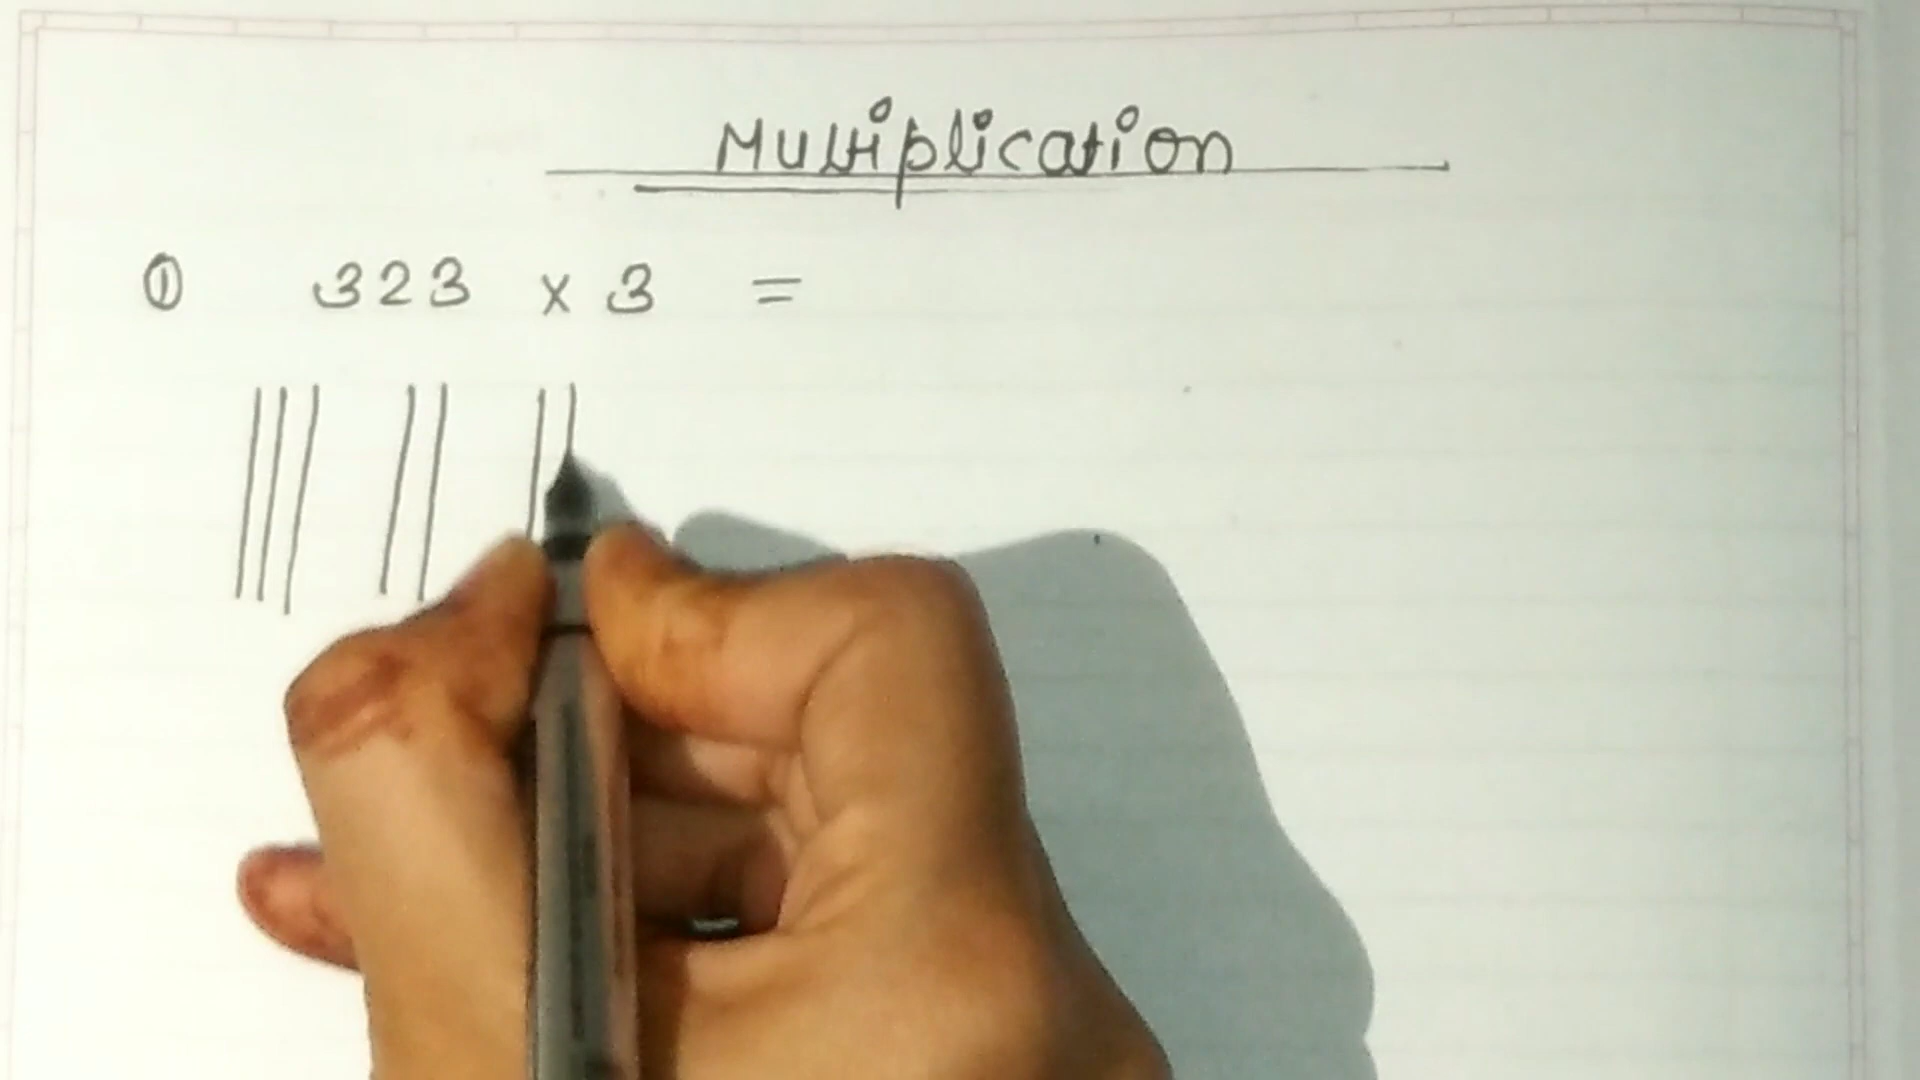 Multiplication
① 323 x 3 =